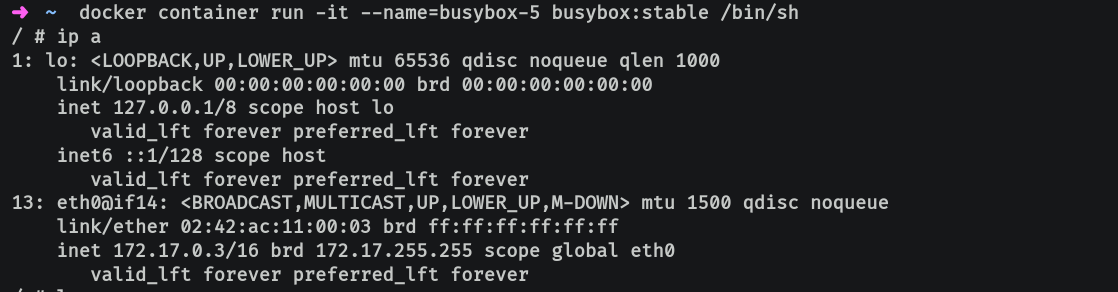 ➜ ~ docker container run -it --name=busybox-5 busybox:stable /bin/sh
/ # ip a
1: lo: <LOOPBACK,UP,LOWER_UP> mtu 65536 qdisc noqueue qlen 1000
    link/loopback 00:00:00:00:00:00 brd 00:00:00:00:00:00
    inet 127.0.0.1/8 scope host lo
       valid_lft forever preferred_lft forever
    inet6 ::1/128 scope host
       valid_lft forever preferred_lft forever
13: eth0@if14: <BROADCAST,MULTICAST,UP,LOWER_UP,M-DOWN> mtu 1500 qdisc noqueue
    link/ether 02:42:ac:11:00:03 brd ff:ff:ff:ff:ff:ff
    inet 172.17.0.3/16 brd 172.17.255.255 scope global eth0
       valid_lft forever preferred_lft forever